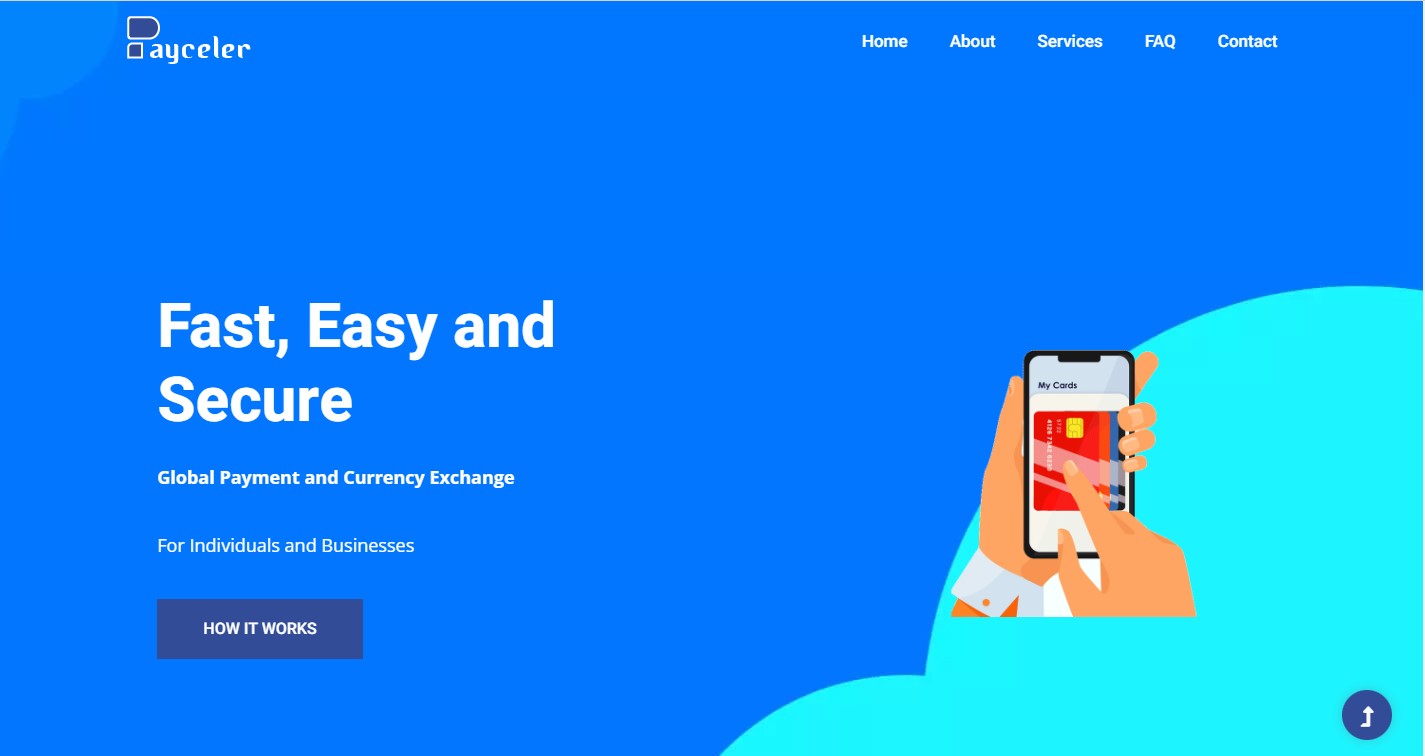 Payceler
Home About Services FAQ Contact
Fast, Easy and
Secure
Global Payment and Currency Exchange
For Individuals and Businesses
HOW IT WORKS
My Cards